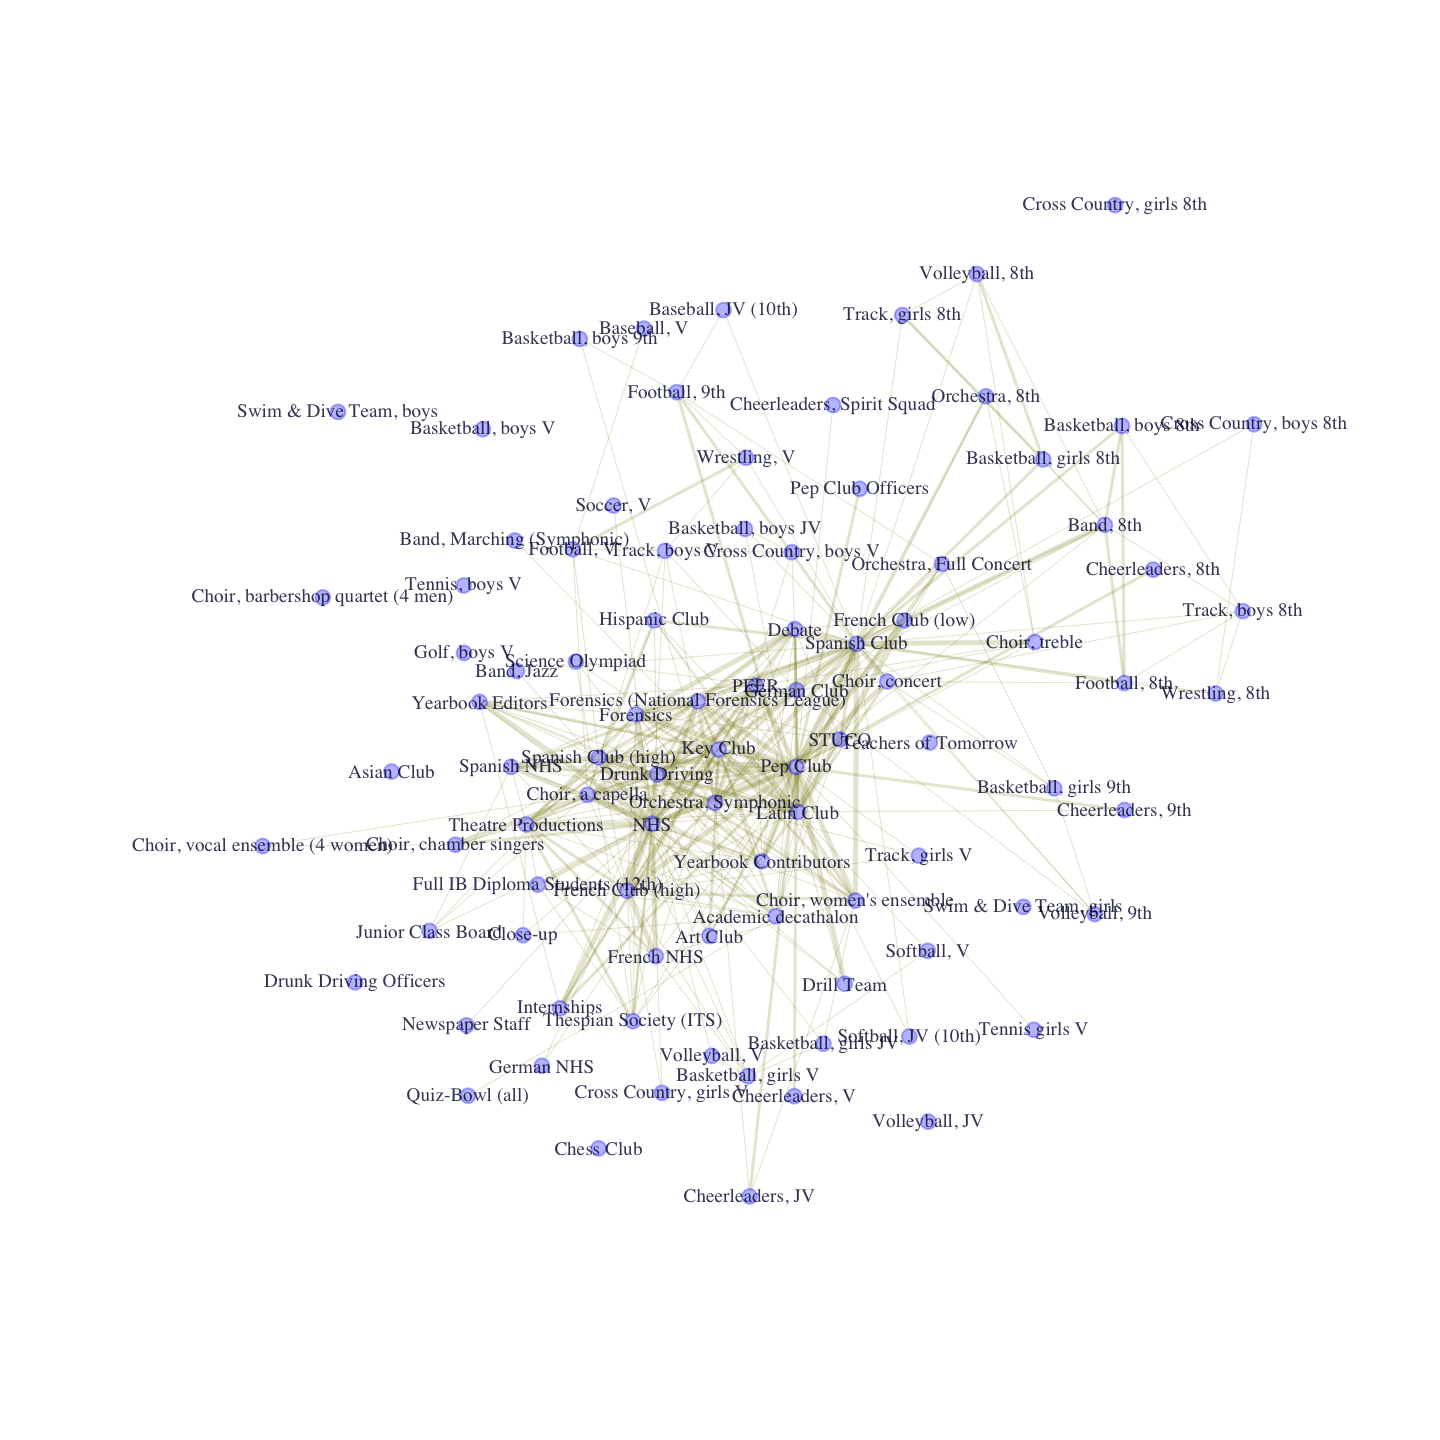 Cross Country, girls 8th
Volleyball, 8th
Baseball, JV (10th)
Track, girls 8th
Baseball, V
Basketball, boys 9th
Football, 9th
Orchestra, 8th
Cheerleaders, Spirit Squad
Swim & Dive Team, boys
Basketball, boys V
Basketball, boys 8th
Cross Country, boys 8th
Wrestling, V
Basketball, girls 8th
Pep Club Officers
Soccer, V
Band, 8th
Basketball, boys JV
Band, Marching (Symphonic)
Football, V
Track, boys V
Cross Country, boys V
Orchestra, Full Concert
Cheerleaders, 8th
Tennis, boys V
Choir, barbershop quartet (4 men)
Track, boys 8th
Hispanic Club
French Club (low)
Debate
Spanish Club
Choir, treble
Golf, boys V
Science Olympiad
Band, Jazz
Choir, concert
Football, 8th
PEER
German Club
Wrestling, 8th
Yearbook Editors
Forensics (National Forensics League)
Forensics
STUCO
Teachers of Tomorrow
Key Club
Spanish Club (high)
Spanish NHS
Pep Club
Asian Club
Drunk Driving
Basketball, girls 9th
Choir, a capella
Orchestra, Symphonic
Cheerleaders, 9th
Latin Club
Theatre Productions
NHS
Choir, vocal ensemble (4 women)
Choir, chamber singers
Track, girls V
Yearbook Contributors
Full IB Diploma Students (12th)
French Club (high)
Choir, women's ensemble
Swim & Dive Team, girls
Volleyball, 9th
Academic decathalon
Junior Class Board
Close-up
Art Club
Softball, V
French NHS
Drunk Driving Officers
Drill Team
Internships
Thespian Society (ITS)
Newspaper Staff
Tennis girls V
Softball, JV (10th)
Basketball, girls JV
Volleyball, V
German NHS
Basketball, girls V
Quiz-Bowl (all)
Cross Country, girls V
Cheerleaders, V
Volleyball, JV
Chess Club
Cheerleaders, JV